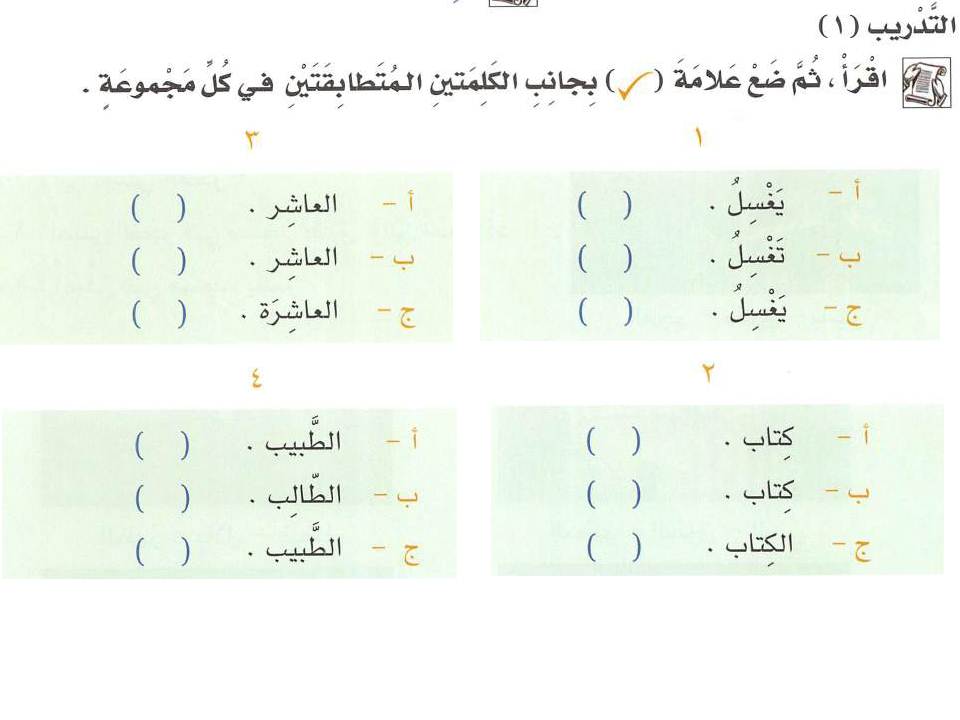 التَّدْريب (١)
اقْرَأْ ، ثُمَّ ضَعْ عَلامَةَ (✓) بِجانِبِ الكَلِمَتينِ المُتَطابِقَتَيْنِ في كُلِّ مَجْموعَةٍ .
١
أ - يَغْسِلُ . ( )
ب - تَغْسِلُ . ( )
ج - يَغْسِلُ . ( )
٢
أ - كِتاب . ( )
ب - كِتاب . ( )
ج - الكِتاب . ( )
٣
أ - العاشِر . ( )
ب - العاشِر . ( )
ج - العاشِرَة . ( )
٤
أ - الطَّبيب . ( )
ب - الطّالِب . ( )
ج - الطَّبيب . ( )